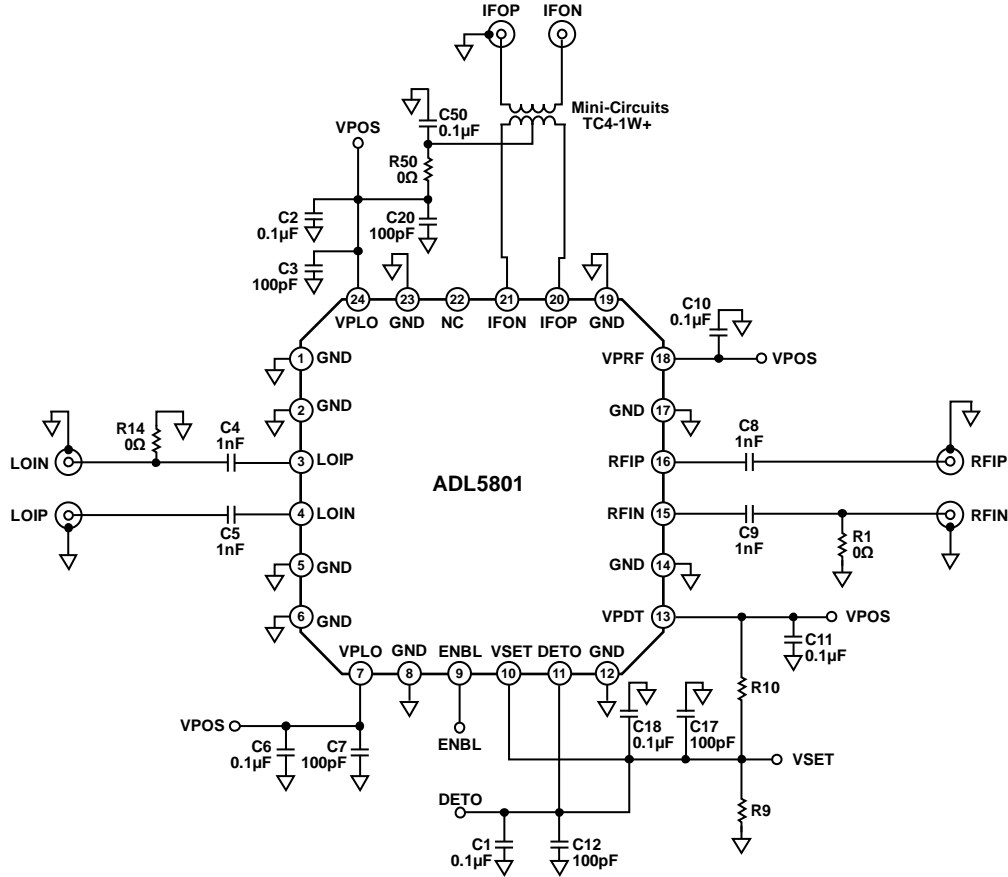 IFOP
IFON
Mini-Circuits
TC4-1W+
C50
0.1µF
VPOS
R50
0Ω
C2
0.1µF
C20
100pF
C3
100pF
24
23
22
21
20
19
VPLO
GND
NC
IFON
IFOP
GND
C10
0.1µF
1
GND
VPRF
18
VPOS
2
GND
GND
17
R14
0Ω
C4
1nF
C8
1nF
LOIN
3
LOIP
RFIP
16
RFIP
ADL5801
LOIP
4
LOIN
RFIN
15
RFIN
C5
1nF
C9
1nF
R1
0Ω
5
GND
GND
14
6
GND
VPDT
13
VPOS
C11
0.1µF
VPLO
GND
ENBL
VSET
DETO
GND
7
8
9
10
11
12
R10
VPOS
C6
0.1µF
C7
100pF
ENBL
C18
0.1µF
C17
100pF
VSET
DETO
R9
C1
0.1µF
C12
100pF